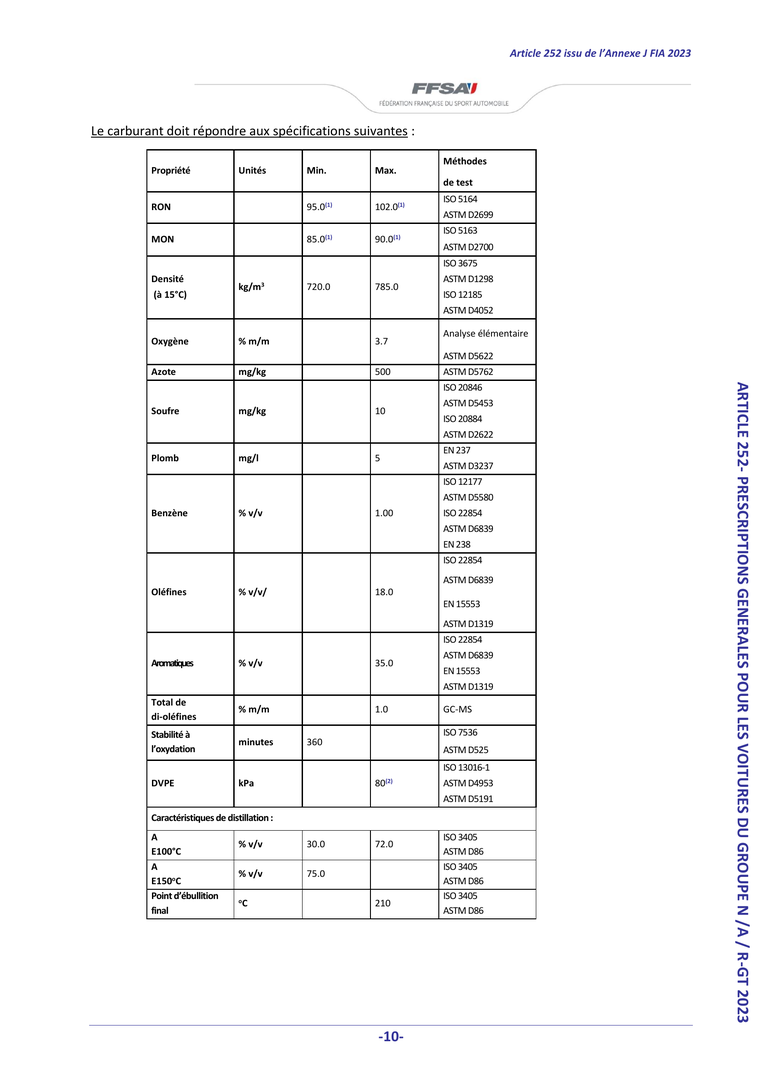 Article 252 issu de l'Annexe J FIA 2023
FFSA
FÉDÉRATION FRANÇAISE DU SPORT AUTOMOBILE
Le carburant doit répondre aux spécifications suivantes :
Propriété Unités Min. Max. Méthodes
de test
RON 95.0(1) 102.0(1) ISO 5164
ASTM D2699
MON 85.0(1) 90.0(1) ISO 5163
ASTM D2700
Densité
(à 15°C) kg/m³ 720.0 785.0 ISO 3675
ASTM D1298
ISO 12185
ASTM D4052
Oxygène % m/m 3.7 Analyse élémentaire
ASTM D5622
Azote mg/kg 500 ASTM D5762
Soufre mg/kg 10 ISO 20846
ASTM D5453
ISO 20884
ASTM D2622
Plomb mg/l 5 EN 237
ASTM D3237
Benzène % v/v 1.00 ISO 12177
ASTM D5580
ISO 22854
ASTM D6839
EN 238
Oléfines % v/v/ 18.0 ISO 22854
ASTM D6839
EN 15553
ASTM D1319
Aromatiques % v/v 35.0 ISO 22854
ASTM D6839
EN 15553
ASTM D1319
Total de
di-oléfines % m/m 1.0 GC-MS
Stabilité à
l'oxydation minutes 360 ISO 7536
ASTM D525
DVPE kPa 80(2) ISO 13016-1
ASTM D4953
ASTM D5191
Caractéristiques de distillation :
A
E100°C % v/v 30.0 72.0 ISO 3405
ASTM D86
A
E150°C % v/v 75.0 ISO 3405
ASTM D86
Point d'ébullition
final °C 210 ISO 3405
ASTM D86
ARTICLE 252- PRESCRIPTIONS GENERALES POUR LES VOITURES DU GROUPE N /A / R-GT 2023
-10-